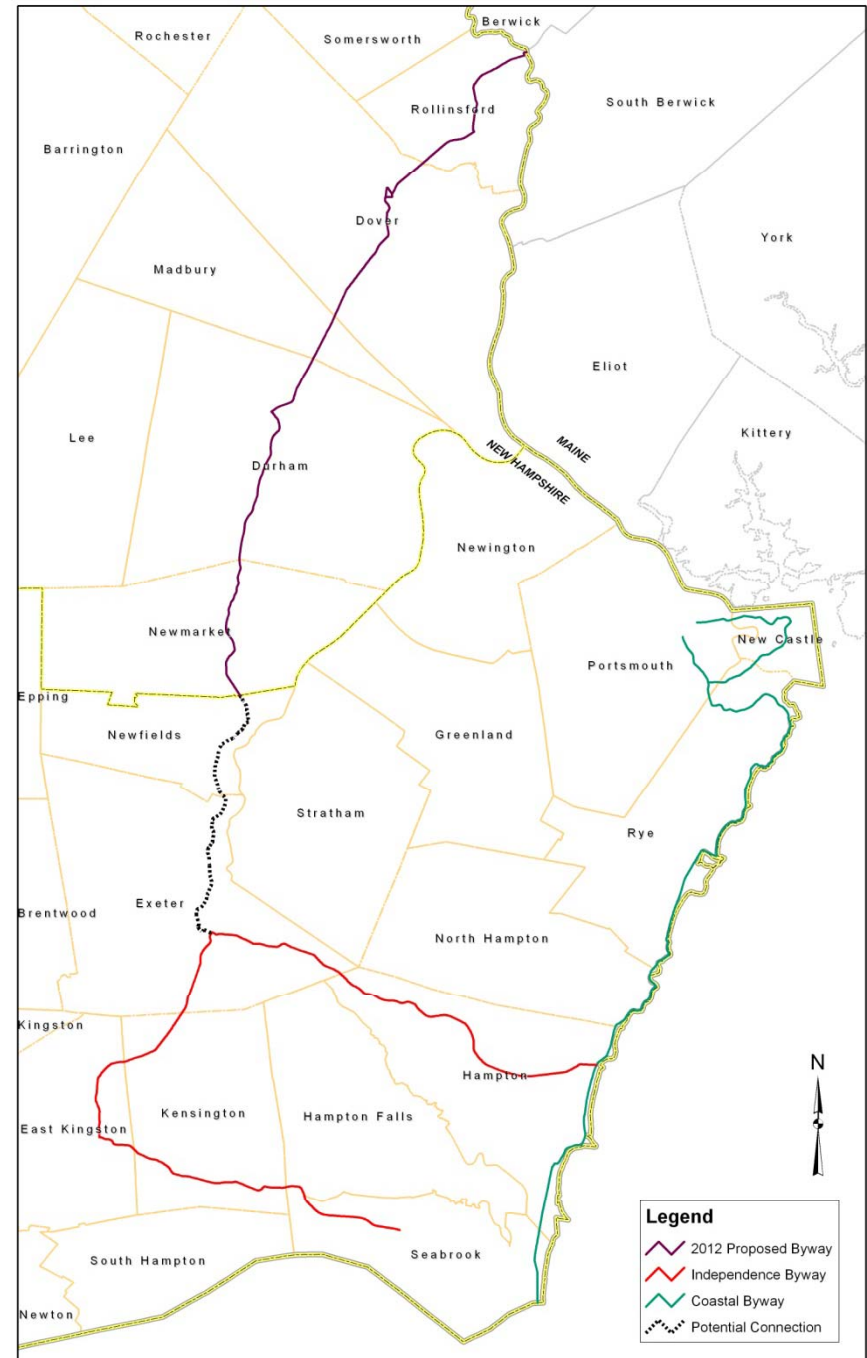 Berwick
Rochester
Somersworth
South Berwick
Rollinsford
Barrington
Dover
York
Madbury
Eliot
Lee
Kittery
MAINE
NEW HAMPSHIRE
Durham
Newington
Newmarket
New Castle
Portsmouth
Epping
Newfields
Greenland
Stratham
Rye
Exeter
Brentwood
North Hampton
Kingston
Hampton
N
Kensington
Hampton Falls
East Kingston
Legend
2012 Proposed Byway
Seabrook
South Hampton
Independence Byway
Coastal Byway
Newton
Potential Connection